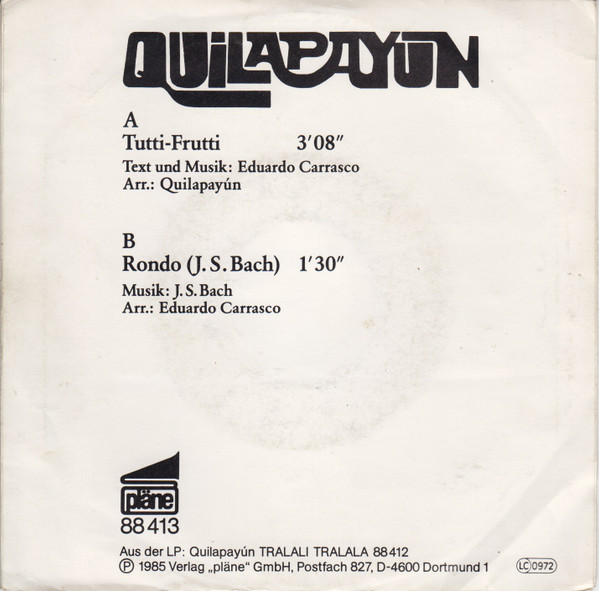 QUILAPAYÚN
A
Tutti-Frutti 3'08"
Text und Musik: Eduardo Carrasco
Arr.: Quilapayún
B
Rondo (J. S. Bach) 1'30"
Musik: J. S. Bach
Arr.: Eduardo Carrasco
pläne
88 413
Aus der LP: Quilapayún TRALALI TRALALA 88 412
Ⓟ 1985 Verlag „pläne" GmbH, Postfach 827, D-4600 Dortmund 1 LC 0972